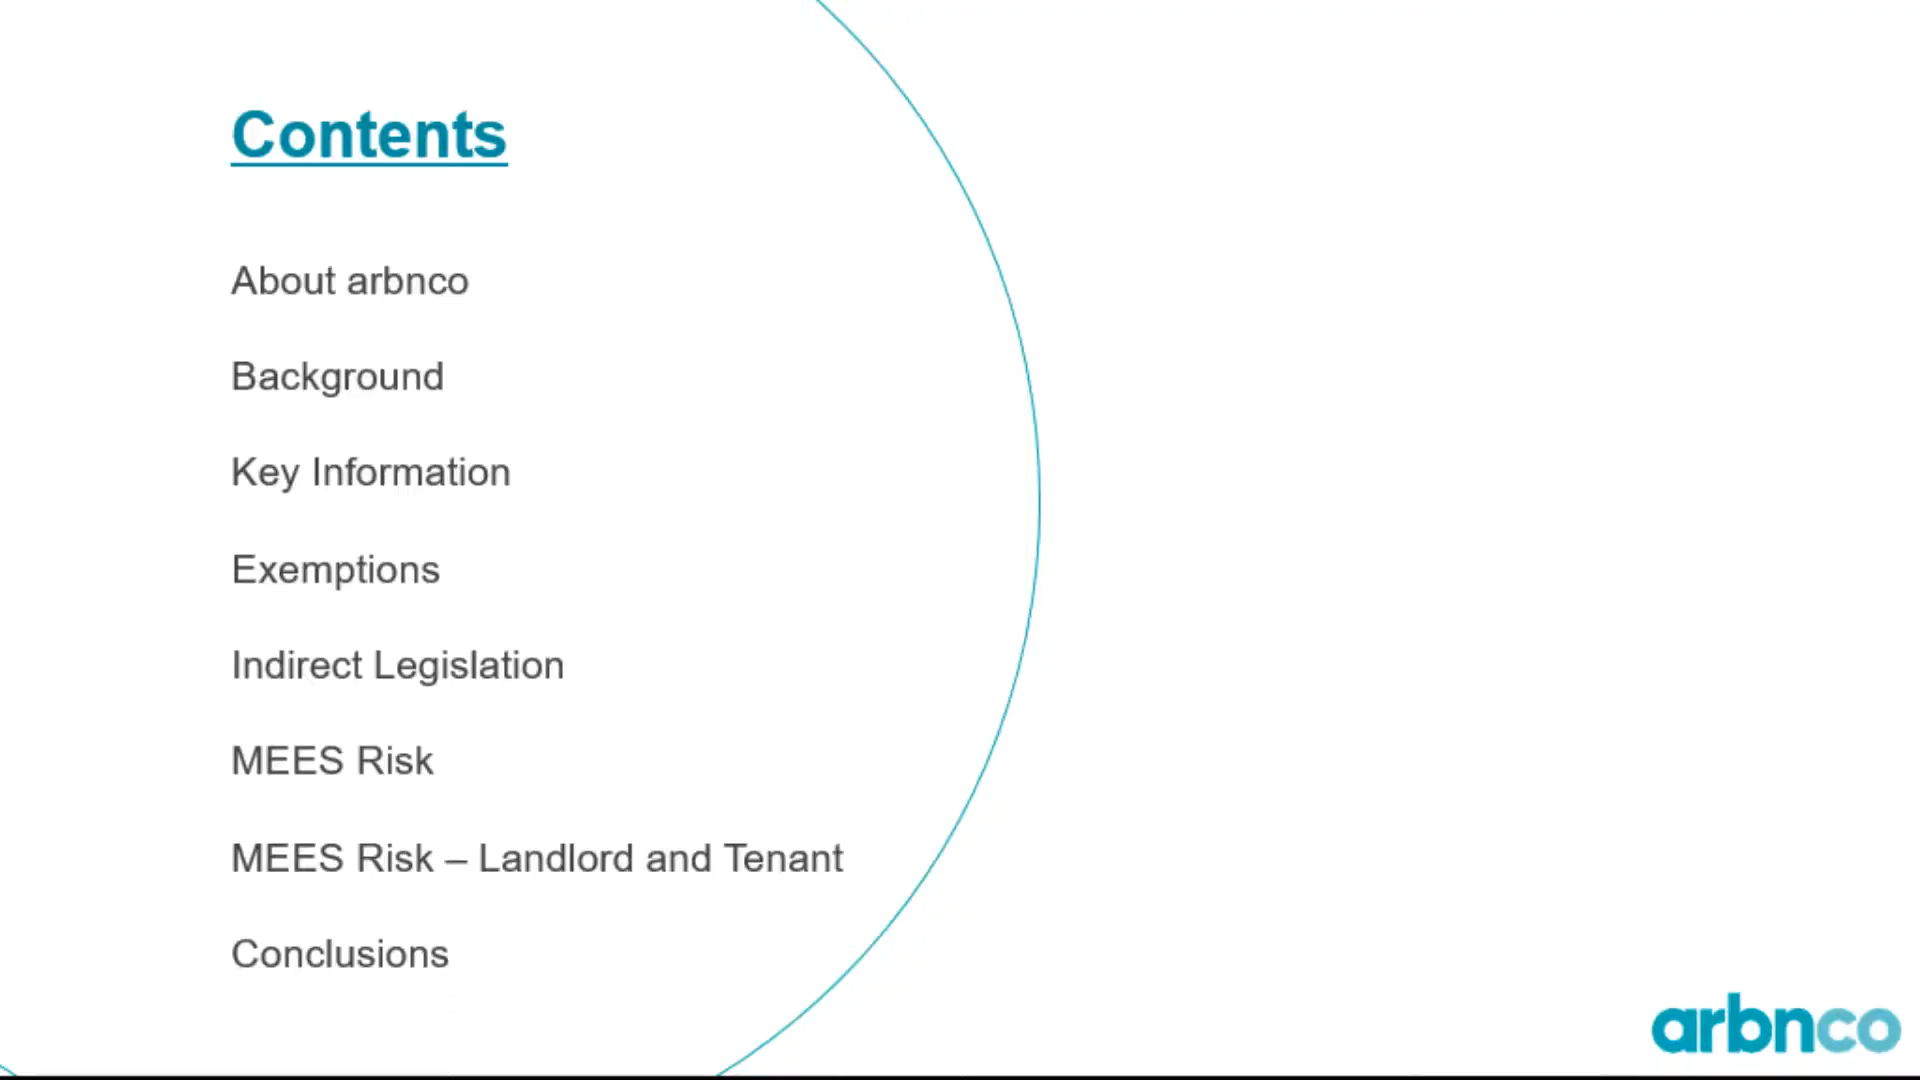 Contents
About arbnco
Background
Key Information
Exemptions
Indirect Legislation
MEES Risk
MEES Risk – Landlord and Tenant
Conclusions
arbnco